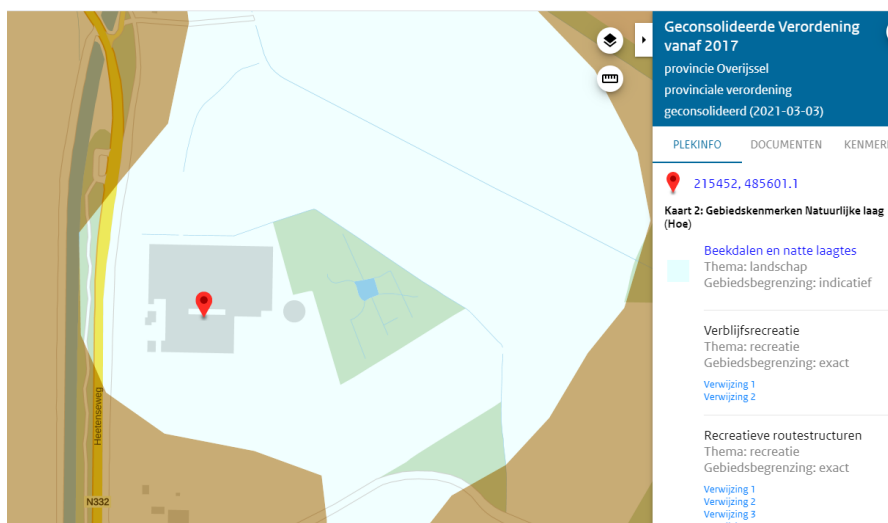 Geconsolideerde Verordening
vanaf 2017
provincie Overijssel
provinciale verordening
geconsolideerd (2021-03-03)
PLEKINFO DOCUMENTEN
215452, 485601.1
Kaart 2: Gebiedskenmerken Natuurlijke laag
(Hoe)
Beekdalen en natte laagtes
Thema: landschap
Gebiedsbegrenzing: indicatief
Verblijfsrecreatie
Thema: recreatie
Gebiedsbegrenzing: exact
Verwijzing 1
Verwijzing 2
Recreatieve routestructuren
Thema: recreatie
Gebiedsbegrenzing: exact
Verwijzing 1
Verwijzing 2
Verwijzing 3
Heetenseweg
N332